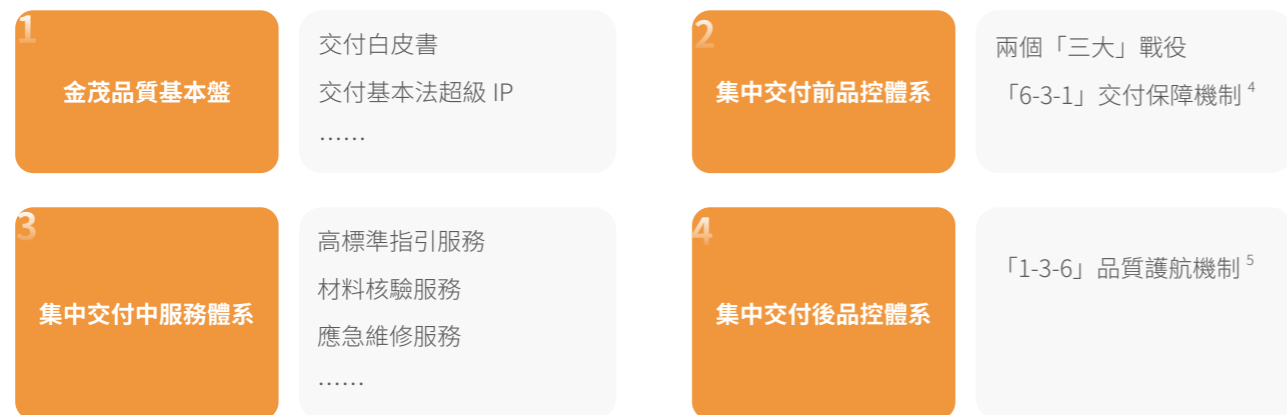 1
金茂品質基本盤
交付白皮書
交付基本法超級 IP
……
2
集中交付前品控體系
兩個「三大」戰役
「6-3-1」交付保障機制 4
3
集中交付中服務體系
高標準指引服務
材料核驗服務
應急維修服務
……
4
集中交付後品控體系
「1-3-6」品質護航機制 5